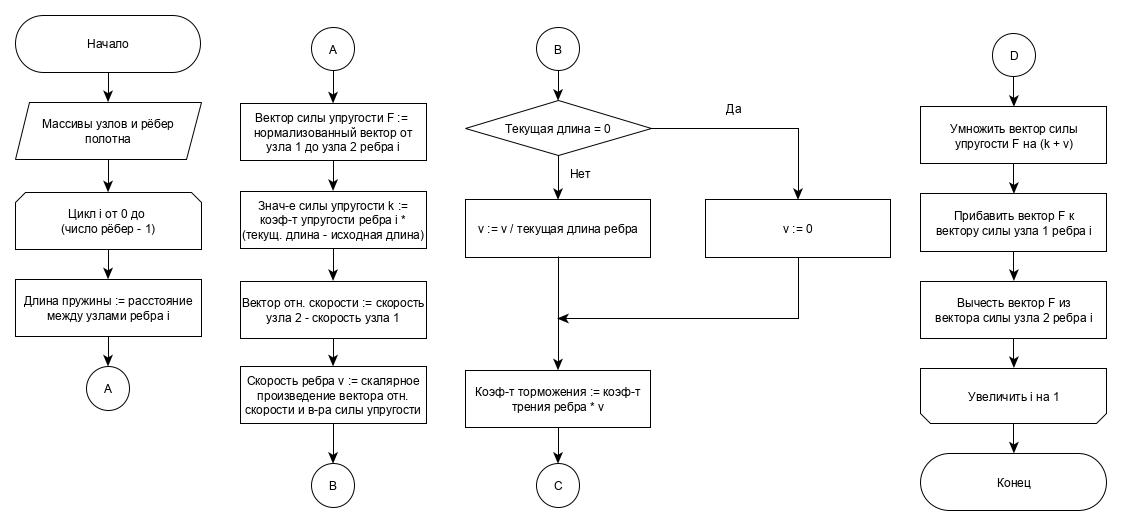 Начало
Массивы узлов и рёбер
полотна
Цикл i от 0 до
(число рёбер - 1)
Длина пружины := расстояние
между узлами ребра i
A
A
Вектор силы упругости F :=
нормализованный вектор от
узла 1 до узла 2 ребра i
Знач-е силы упругости k :=
коэф-т упругости ребра i *
(текущ. длина - исходная длина)
Вектор отн. скорости := скорость
узла 2 - скорость узла 1
Скорость ребра v := скалярное
произведение вектора отн.
скорости и в-ра силы упругости
B
B
Текущая длина = 0
Да
Нет
v := v / текущая длина ребра
v := 0
Коэф-т торможения := коэф-т
трения ребра * v
C
D
Умножить вектор силы
упругости F на (k + v)
Прибавить вектор F к
вектору силы узла 1 ребра i
Вычесть вектор F из
вектора силы узла 2 ребра i
Увеличить i на 1
Конец